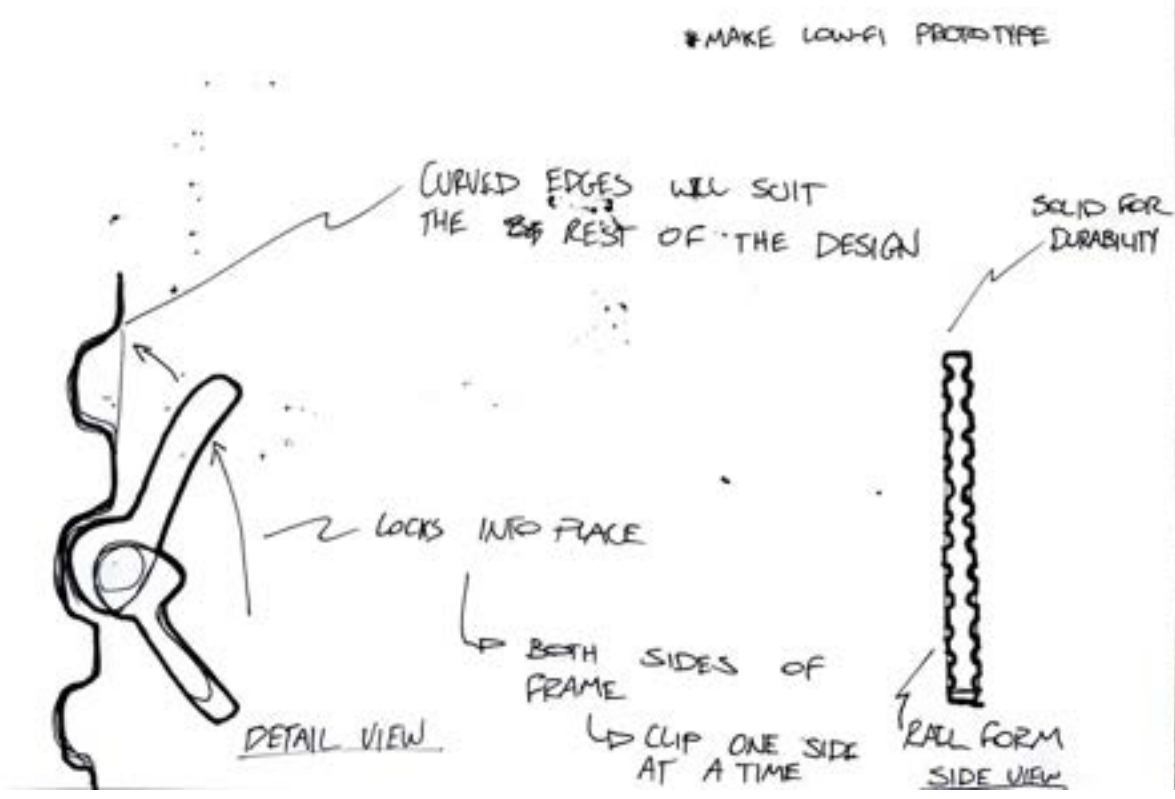 *MAKE LOW-FI PROTOTYPE
CURVED EDGES WILL SUIT
THE REST OF THE DESIGN
SOLID FOR
DURABILITY
LOCKS INTO PLACE
BOTH SIDES OF
FRAME
CLIP ONE SIDE
AT A TIME
DETAIL VIEW
RAIL FORM
SIDE VIEW